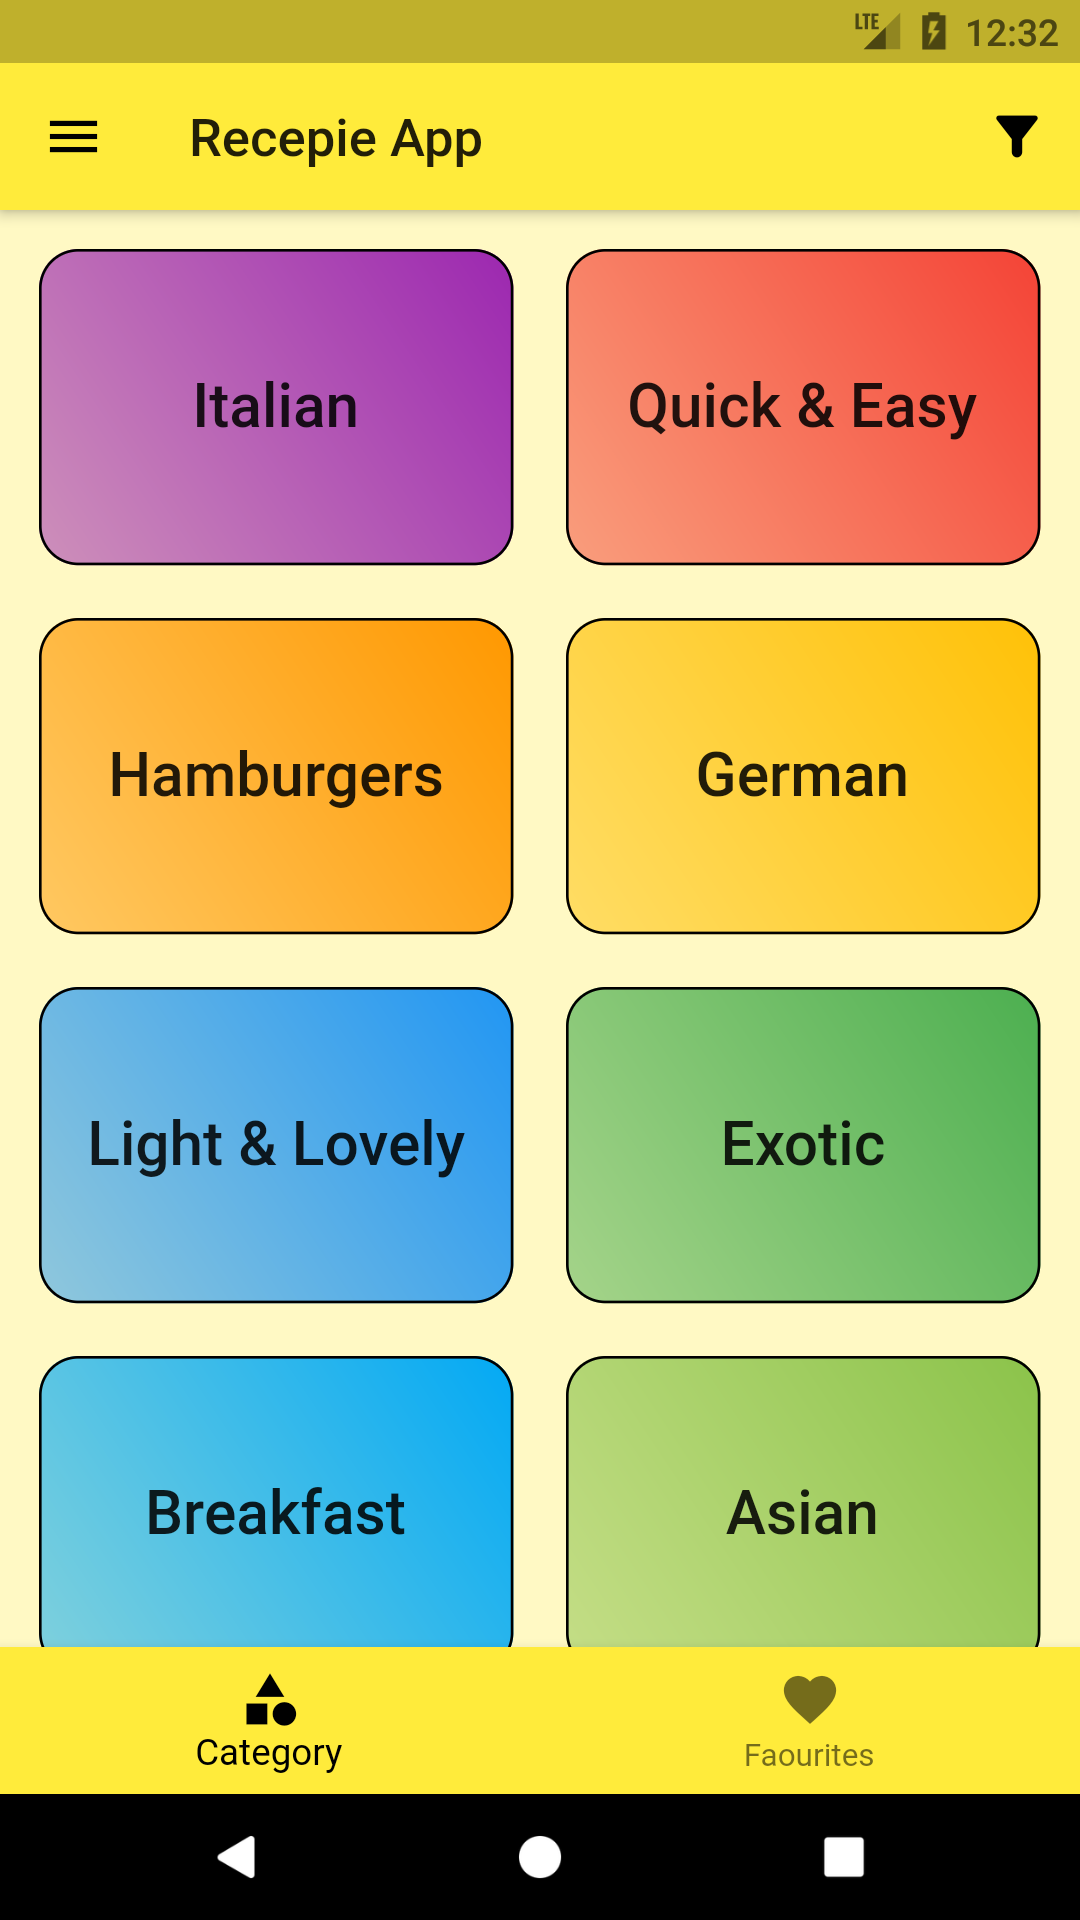 LTE 12:32
Recepie App
Italian
Quick & Easy
Hamburgers
German
Light & Lovely
Exotic
Breakfast
Asian
Category
Faourites